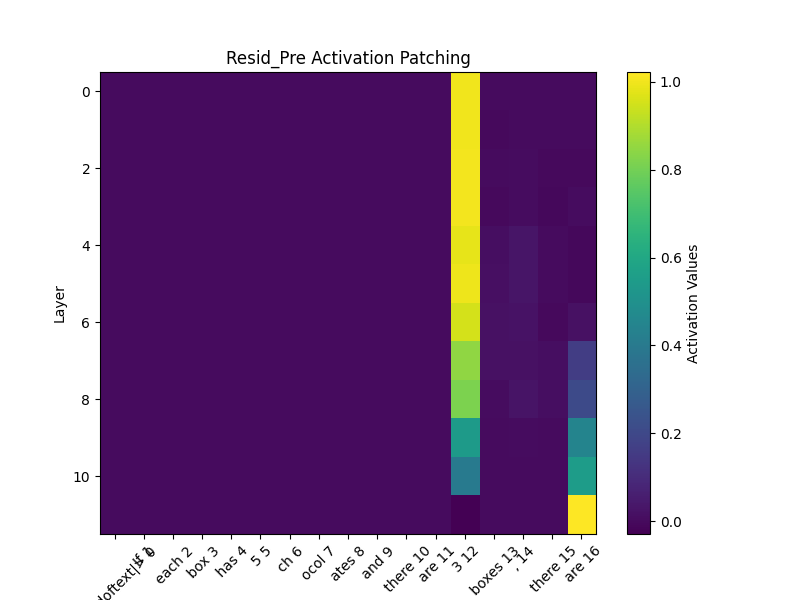 Resid_Pre Activation Patching
Layer
0
2
4
6
8
10
If 1
each 2
box 3
has 4
5 5
ch 6
ocol 7
ates 8
and 9
there 10
are 11
3 12
boxes 13
, 14
there 15
are 16
1.0
0.8
0.6
0.4
0.2
0.0
Activation Values